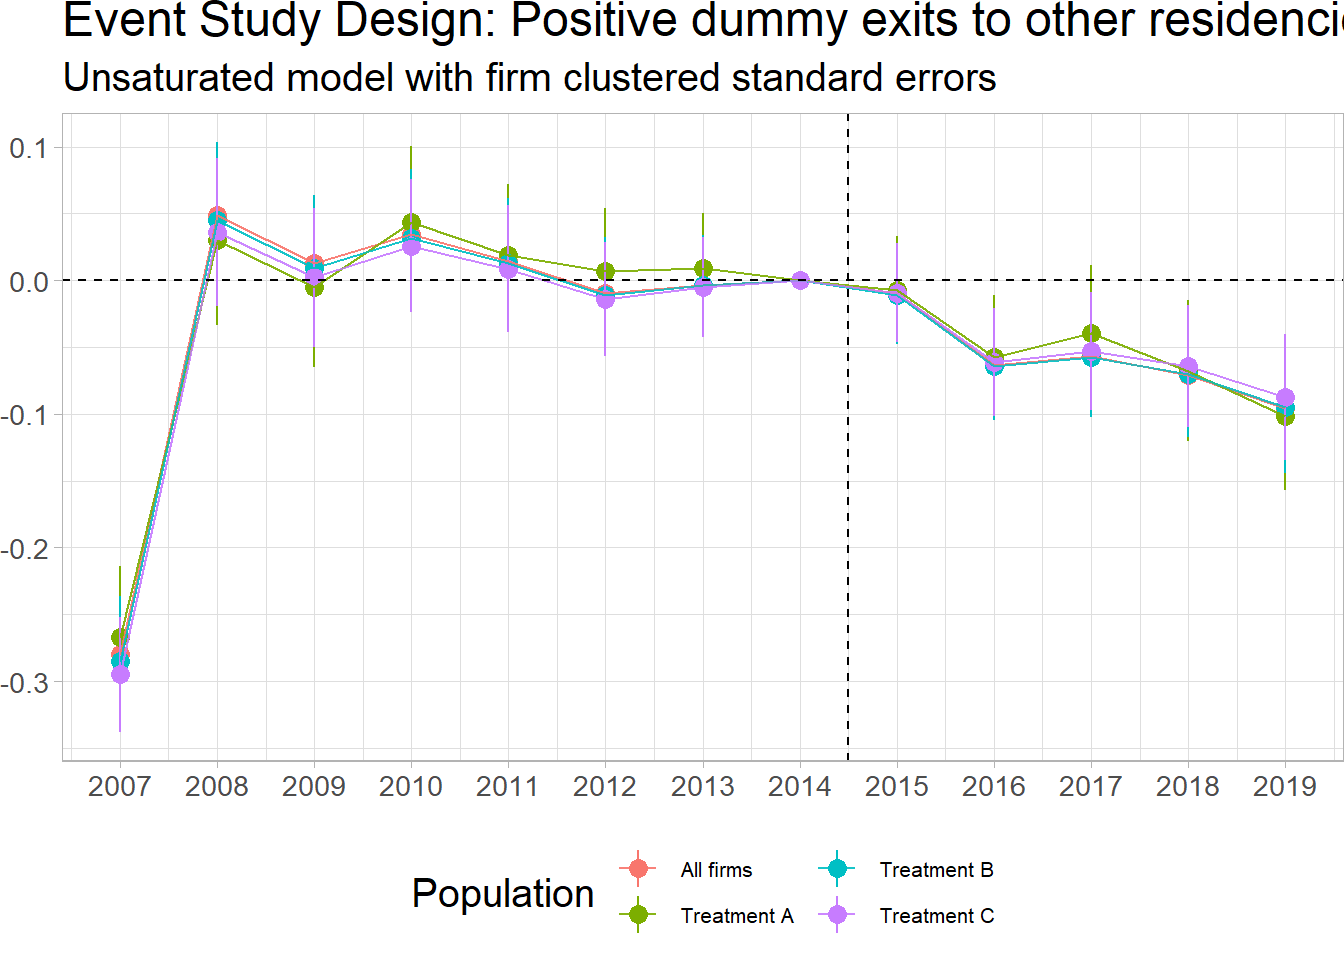 Event Study Design: Positive dummy exits to other residenci
Unsaturated model with firm clustered standard errors
0.1
0.0
-0.1
-0.2
-0.3
2007 2008 2009 2010 2011 2012 2013 2014 2015 2016 2017 2018 2019
Population
All firms
Treatment A
Treatment B
Treatment C